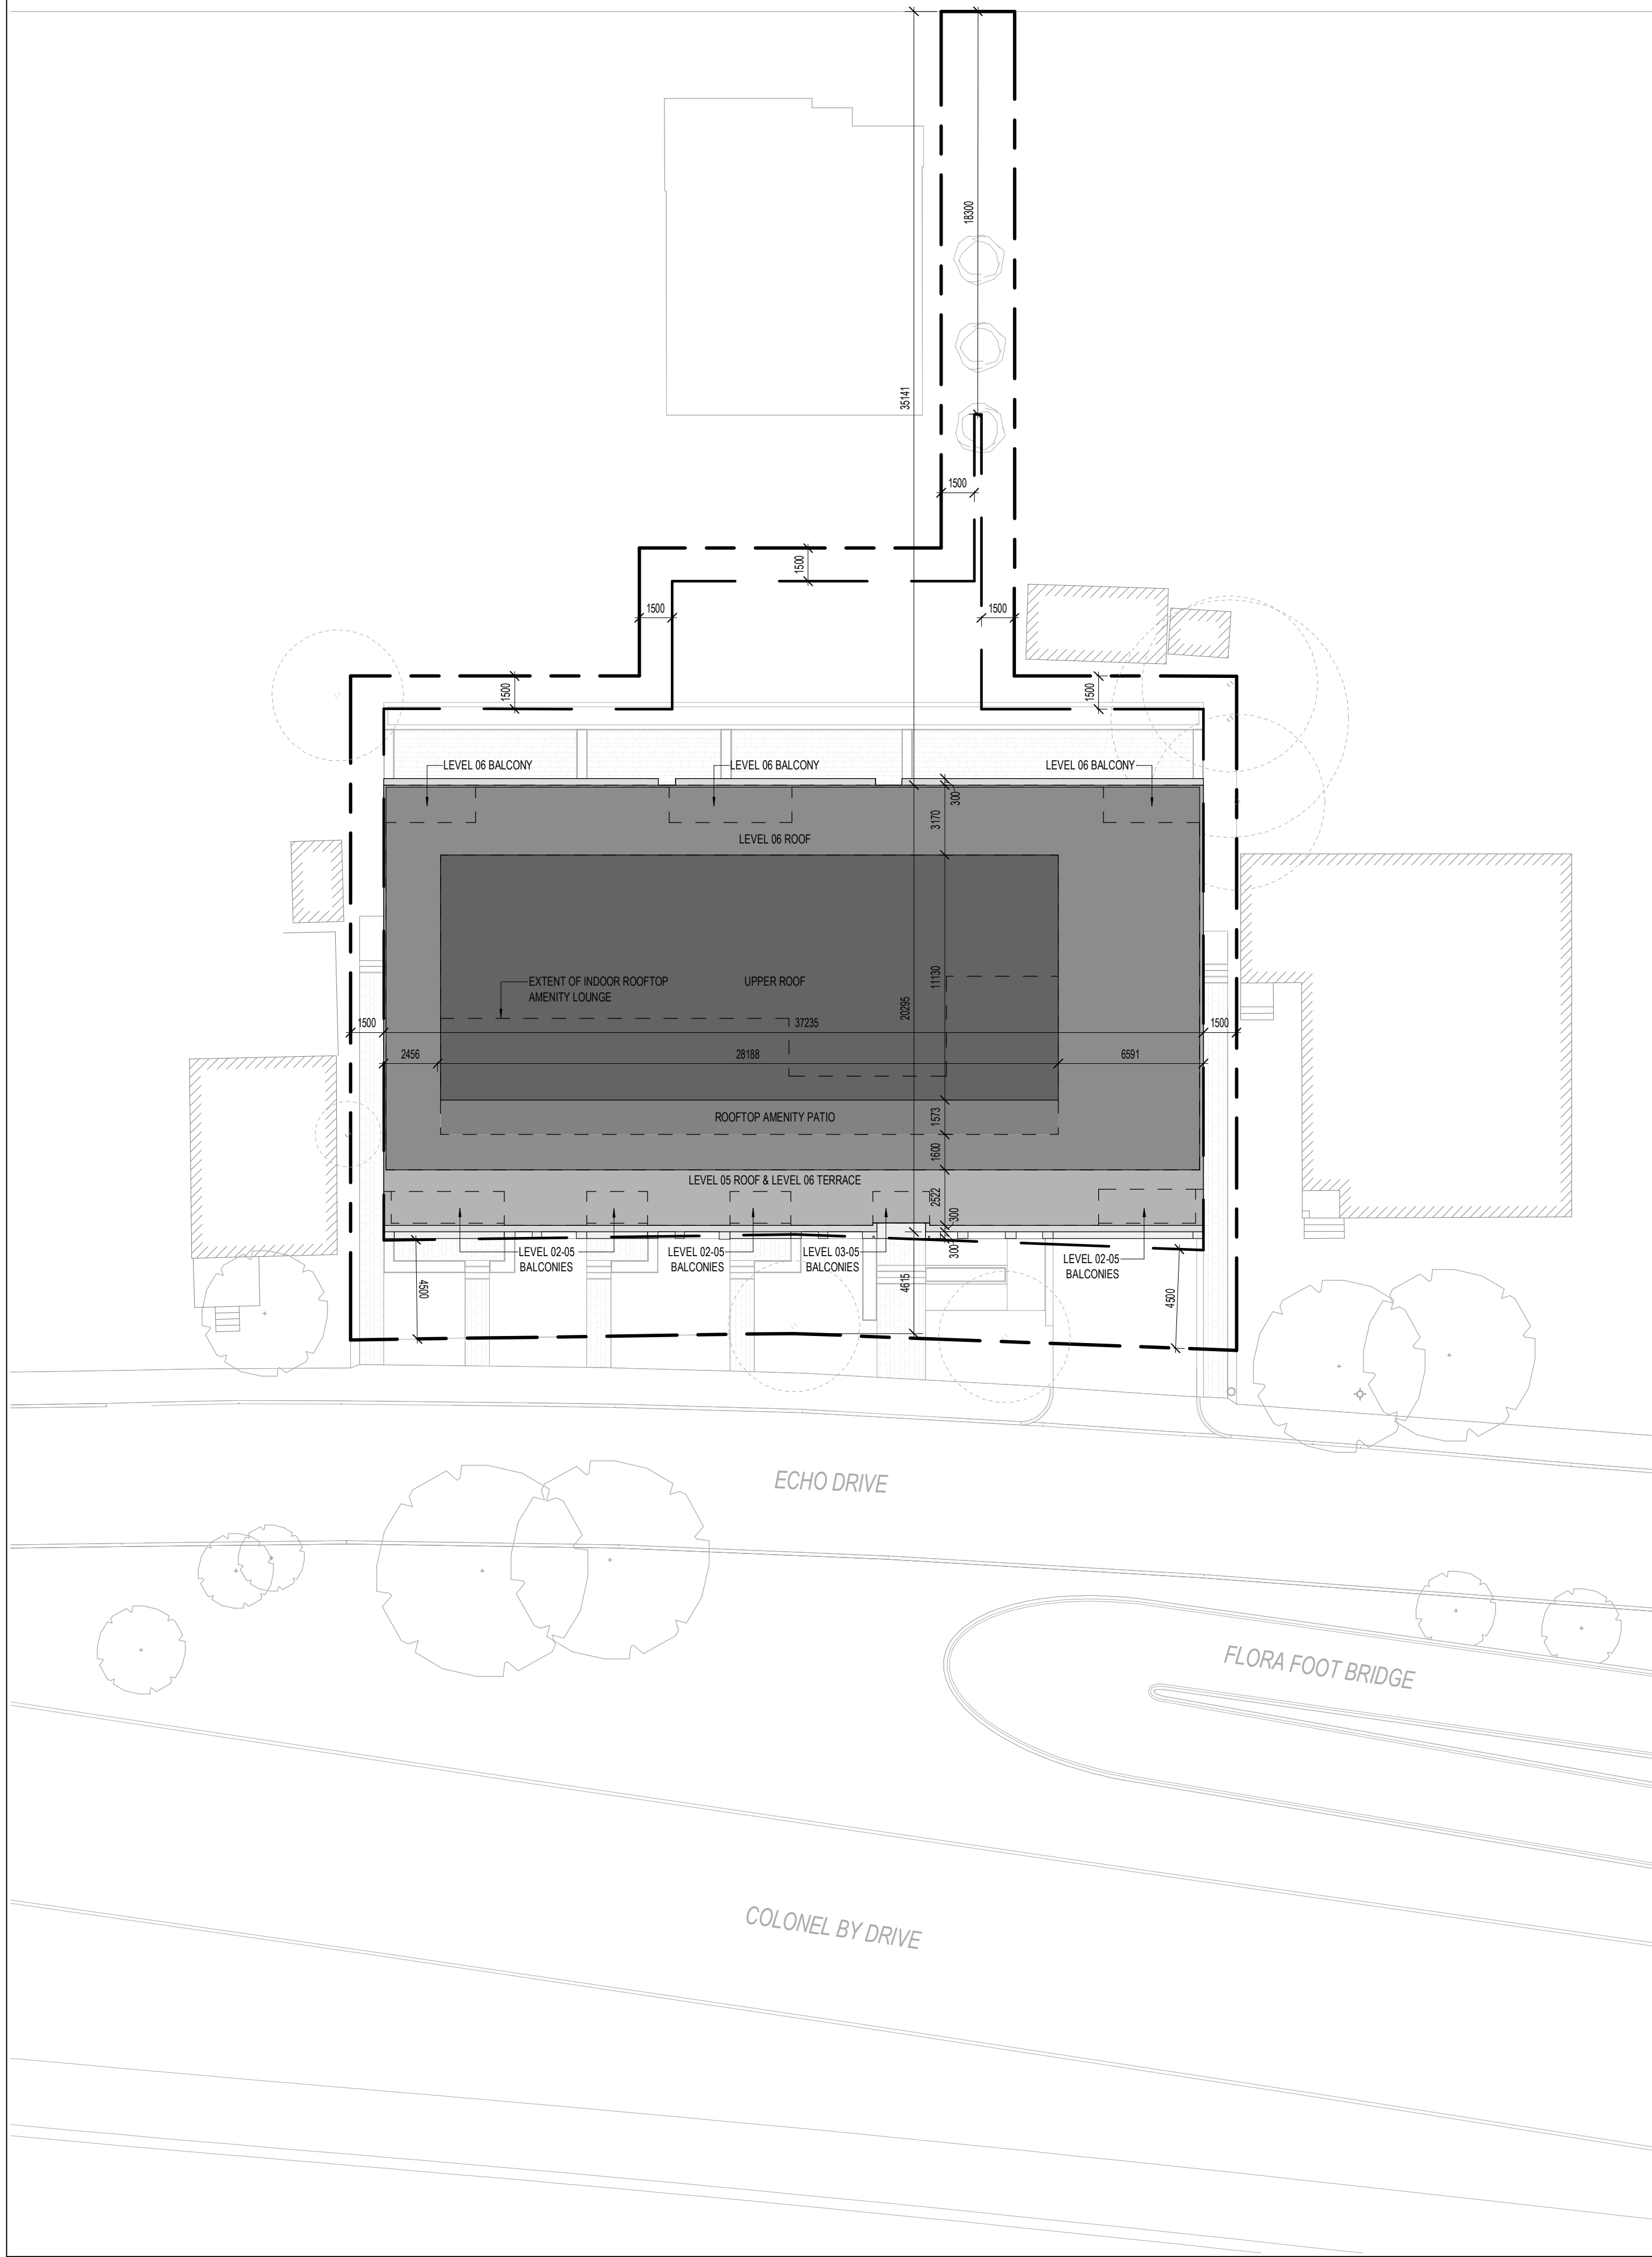 18300
35141
1500
1500
1500
1500
1500
1500
LEVEL 06 BALCONY
LEVEL 06 BALCONY
LEVEL 06 BALCONY
300
3170
LEVEL 06 ROOF
EXTENT OF INDOOR ROOFTOP
AMENITY LOUNGE
UPPER ROOF
11130
20295
1500
37235
1500
2456
28188
6591
ROOFTOP AMENITY PATIO
1573
1600
LEVEL 05 ROOF & LEVEL 06 TERRACE
2522
300
300
LEVEL 02-05
BALCONIES
LEVEL 02-05
BALCONIES
LEVEL 03-05
BALCONIES
LEVEL 02-05
BALCONIES
4500
4615
4500
ECHO DRIVE
FLORA FOOT BRIDGE
COLONEL BY DRIVE